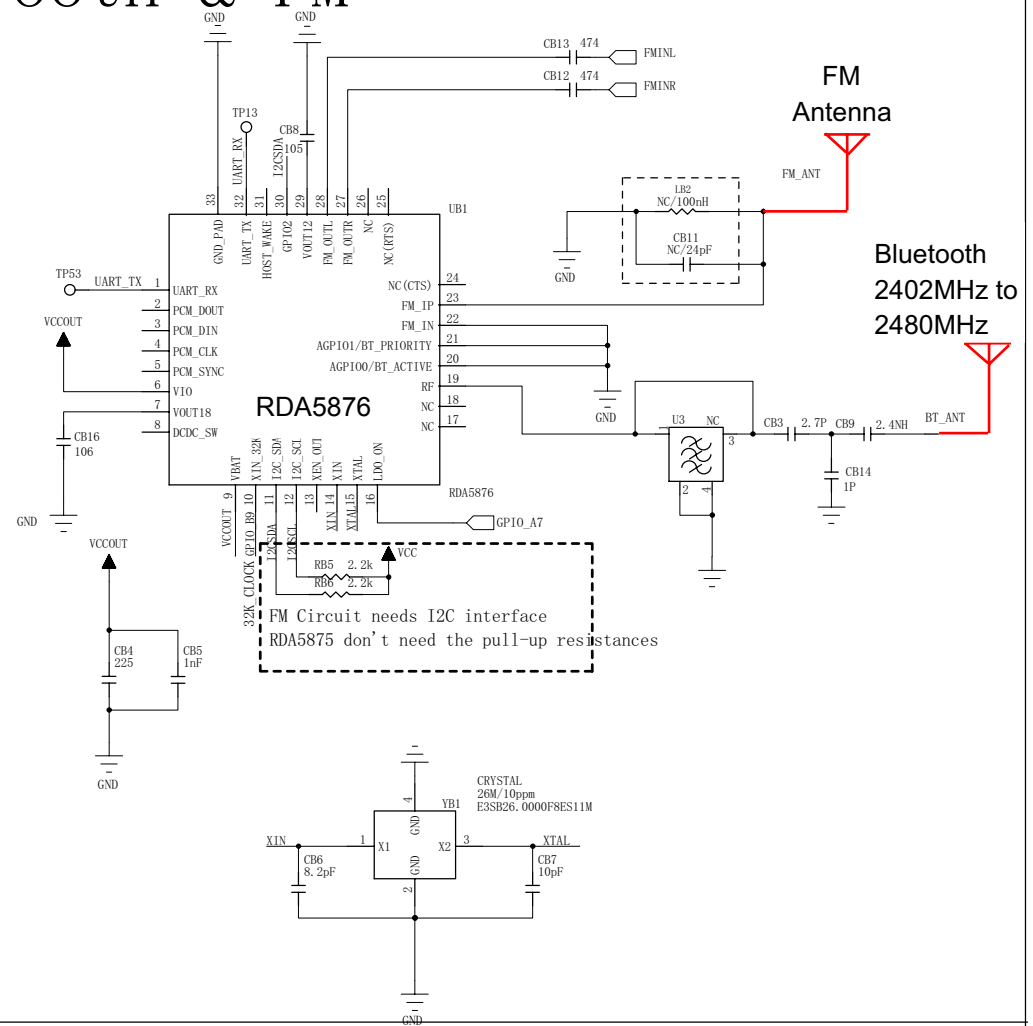 GND
GND
CB13 474
FMINL
CB12 474
FMINR
FM
Antenna
TP13
CB8
105
UART_RX
I2CSDA
FM_ANT
LB2
NC/100nH
CB11
NC/24pF
GND
33
32
31
30
29
28
27
26
25
UB1
GND_PAD
UART_TX
HOST_WAKE
GPIO2
VOUT12
FM_OUTL
FM_OUTR
NC
NC(RTS)
Bluetooth
2402MHz to
2480MHz
TP53
UART_TX
1 UART_RX
2 PCM_DOUT
3 PCM_DIN
4 PCM_CLK
5 PCM_SYNC
6 VIO
7 VOUT18
8 DCDC_SW
VCCOUT
CB16
106
GND
NC(CTS) 24
FM_IP 23
FM_IN 22
AGPIO1/BT_PRIORITY 21
AGPIO0/BT_ACTIVE 20
RF 19
NC 18
NC 17
GND
RDA5876
U3 NC
3
2
4
CB3 2.7P
CB9 2.4NH
BT_ANT
CB14
1P
VBAT
XIN_32K
I2C_SDA
I2C_SCL
XEN_OUT
XIN
XTAL
LDO_ON
9
10
11
12
13
14
15
16
RDA5876
VCCOUT
32K_CLOCK GPIO_B9
I2CSDA
I2CSCL
XIN
XTAL
GPIO_A7
VCC
RB5 2.2k
RB6 2.2k
FM Circuit needs I2C interface
RDA5875 don't need the pull-up resistances
VCCOUT
CB4
225
CB5
1nF
GND
CRYSTAL
26M/10ppm
E3SB26.0000F8ES11M
YB1
4
GND
XIN
1
X1
X2
3
XTAL
GND
2
CB6
8.2pF
CB7
10pF
GND